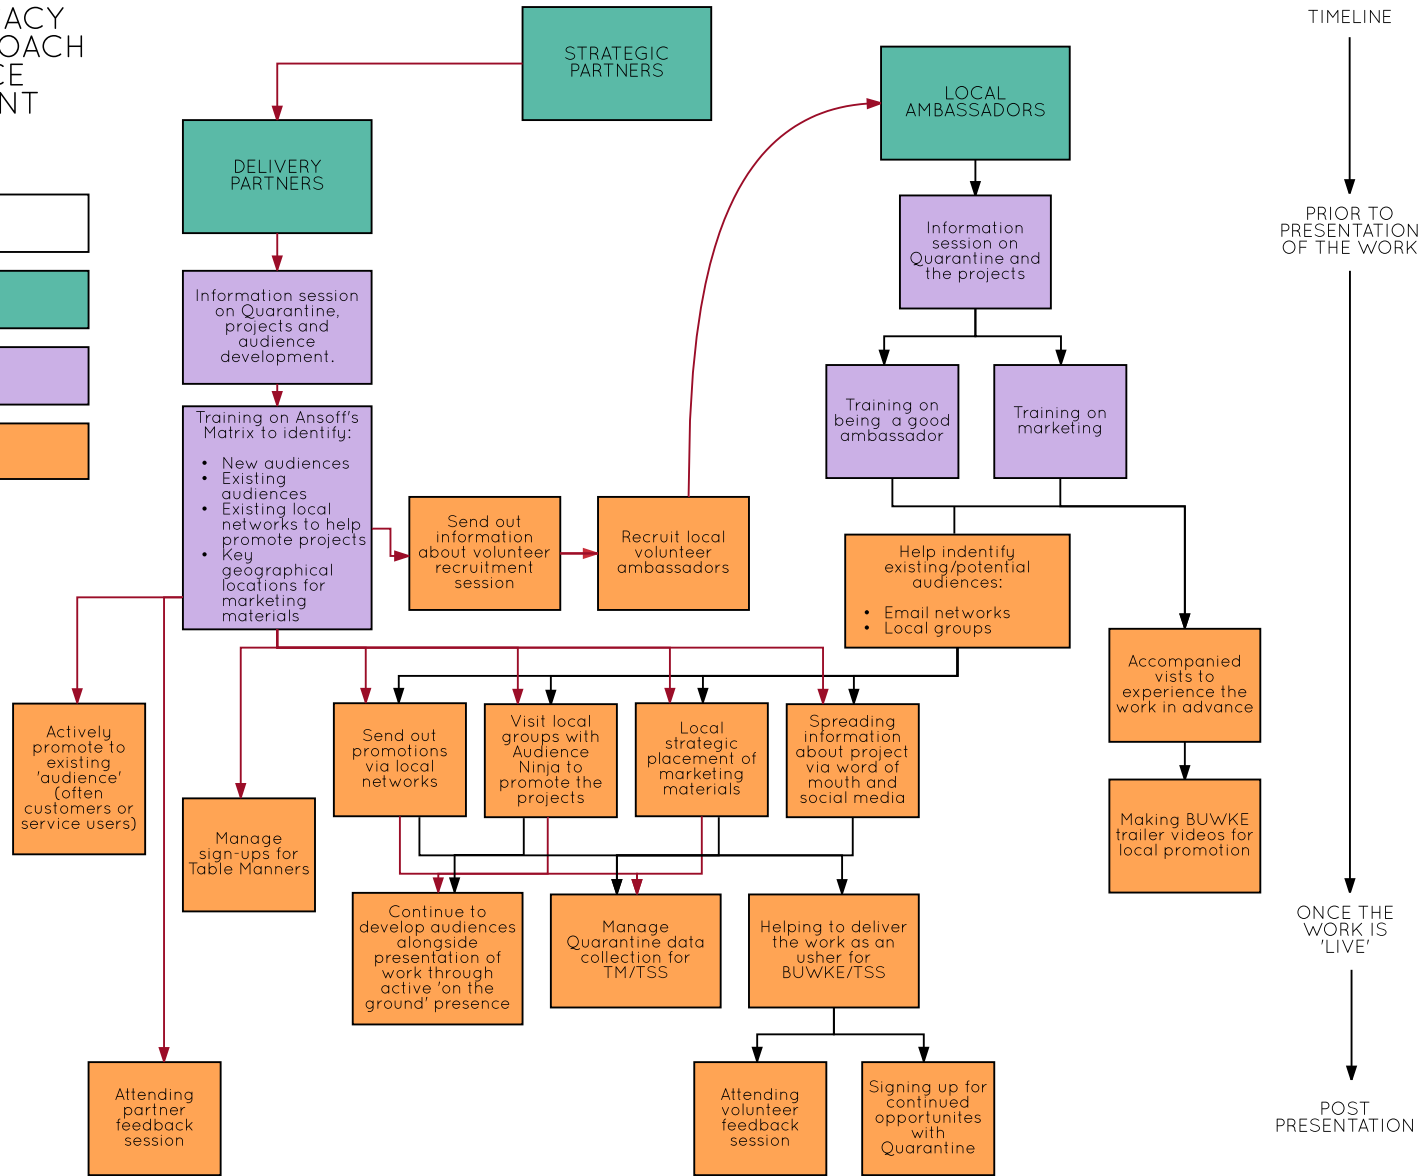 ACY
OACH
CE
NT
STRATEGIC
PARTNERS
LOCAL
AMBASSADORS
TIMELINE
DELIVERY
PARTNERS
PRIOR TO
PRESENTATION
OF THE WORK
Information
session on
Quarantine and
the projects
Information session
on Quarantine,
projects and
audience
development.
Training on
being a good
ambassador
Training on
marketing
Training on Ansoff's
Matrix to identify:
• New audiences
• Existing
audiences
• Existing local
networks to help
promote projects
• Key
geographical
locations for
marketing
materials
Send out
information
about volunteer
recruitment
session
Recruit local
volunteer
ambassadors
Help indentify
existing/potential
audiences:
• Email networks
• Local groups
Accompanied
vists to
experience the
work in advance
Actively
promote to
existing
'audience'
(often
customers or
service users)
Send out
promotions
via local
networks
Visit local
groups with
Audience
Ninja to
promote the
projects
Local
strategic
placement of
marketing
materials
Spreading
information
about project
via word of
mouth and
social media
Making BUWKE
trailer videos for
local promotion
Manage
sign-ups for
Table Manners
Continue to
develop audiences
alongside
presentation of
work through
active 'on the
ground' presence
Manage
Quarantine data
collection for
TM/TSS
Helping to deliver
the work as an
usher for
BUWKE/TSS
ONCE THE
WORK IS
'LIVE'
Attending
partner
feedback
session
Attending
volunteer
feedback
session
Signing up for
continued
opportunites
with
Quarantine
POST
PRESENTATION